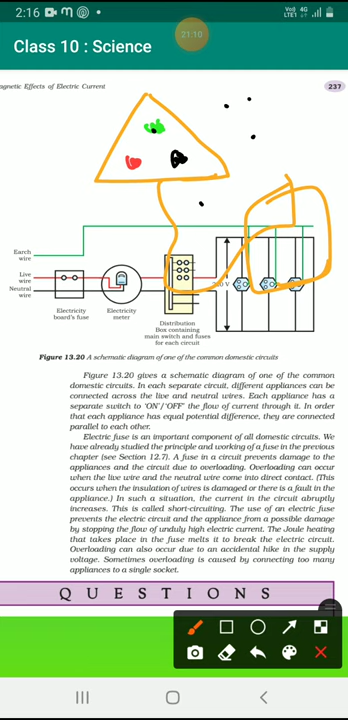 2:16
Vo)) 4G
LTE1
21:10
Class 10 : Science
agnetic Effects of Electric Current
237
Earch
wire
Live
wire
Neutral
wire
Electricity
board's fuse
Electricity
meter
Distribution
Box containing
main switch and fuses
for each circuit
0 V
Figure 13.20 A schematic diagram of one of the common domestic circuits
Figure 13.20 gives a schematic diagram of one of the common
domestic circuits. In each separate circuit, different appliances can be
connected across the live and neutral wires. Each appliance has a
separate switch to 'ON'/'OFF' the flow of current through it. In order
that each appliance has equal potential difference, they are connected
parallel to each other.
Electric fuse is an important component of all domestic circuits. We
have already studied the principle and working of a fuse in the previous
chapter (see Section 12.7). A fuse in a circuit prevents damage to the
appliances and the circuit due to overloading. Overloading can occur
when the live wire and the neutral wire come into direct contact. (This
occurs when the insulation of wires is damaged or there is a fault in the
appliance.) In such a situation, the current in the circuit abruptly
increases. This is called short-circuiting. The use of an electric fuse
prevents the electric circuit and the appliance from a possible damage
by stopping the flow of unduly high electric current. The Joule heating
that takes place in the fuse melts it to break the electric circuit.
Overloading can also occur due to an accidental hike in the supply
voltage. Sometimes overloading is caused by connecting too many
appliances to a single socket.
QUESTIONS